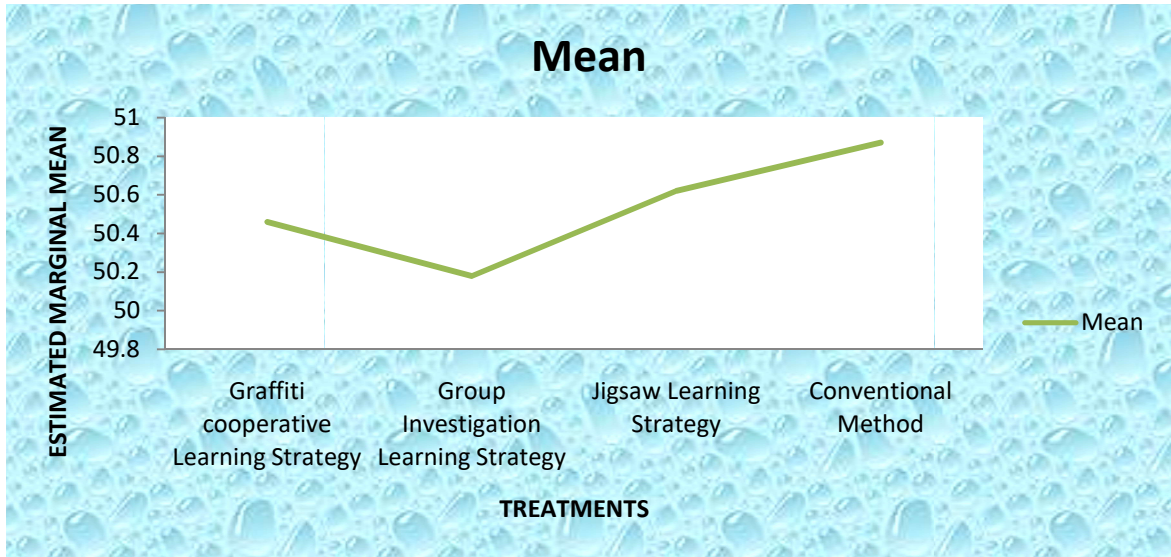 Mean
ESTIMATED MARGINAL MEAN
51
50.8
50.6
50.4
50.2
50
49.8
Mean
Graffiti
cooperative
Learning Strategy
Group
Investigation
Learning Strategy
Jigsaw Learning
Strategy
Conventional
Method
TREATMENTS